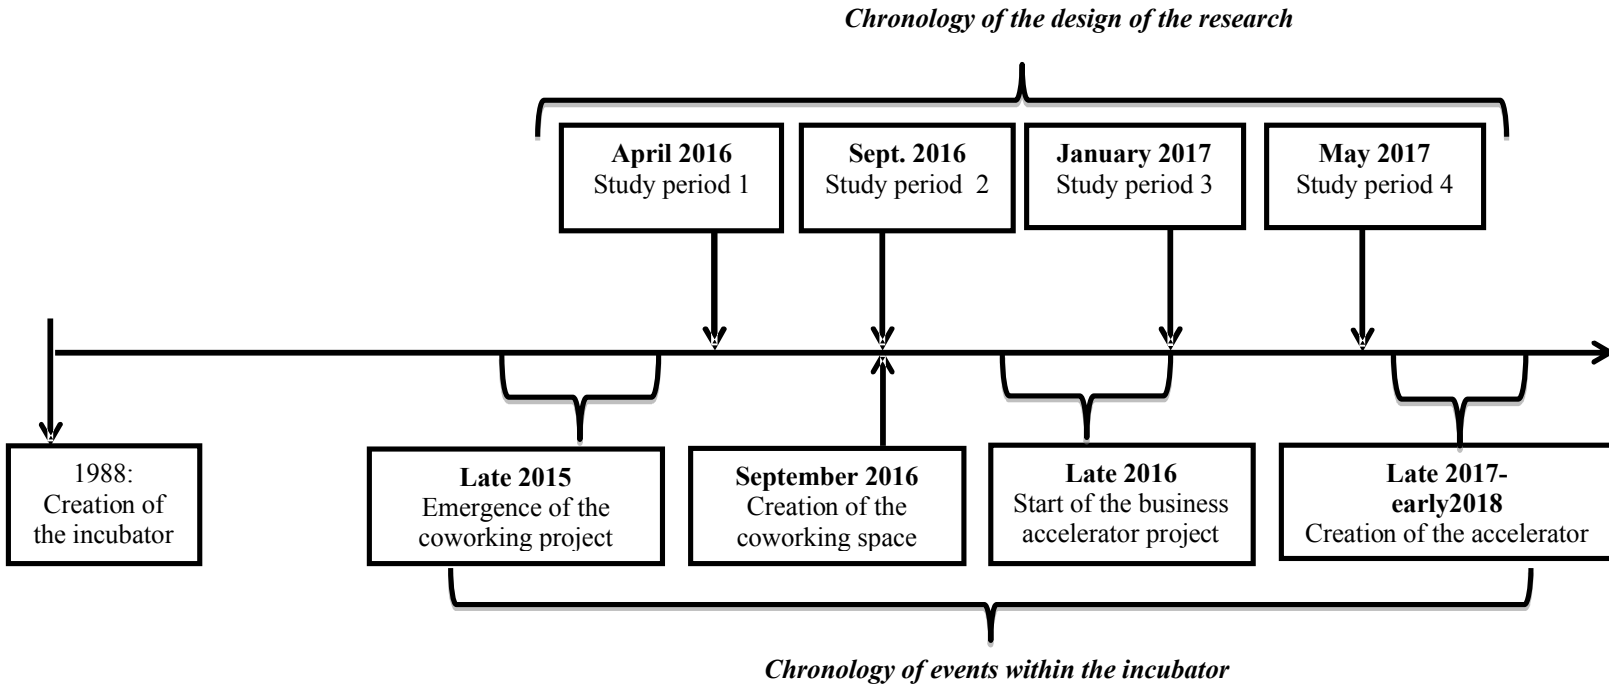 Chronology of the design of the research
April 2016
Study period 1
Sept. 2016
Study period  2
January 2017
Study period 3
May 2017
Study period 4
1988:
Creation of
the incubator
Late 2015
Emergence of the
coworking project
September 2016
Creation of the
coworking space
Late 2016
Start of the business
accelerator project
Late 2017-
early2018
Creation of the accelerator
Chronology of events within the incubator